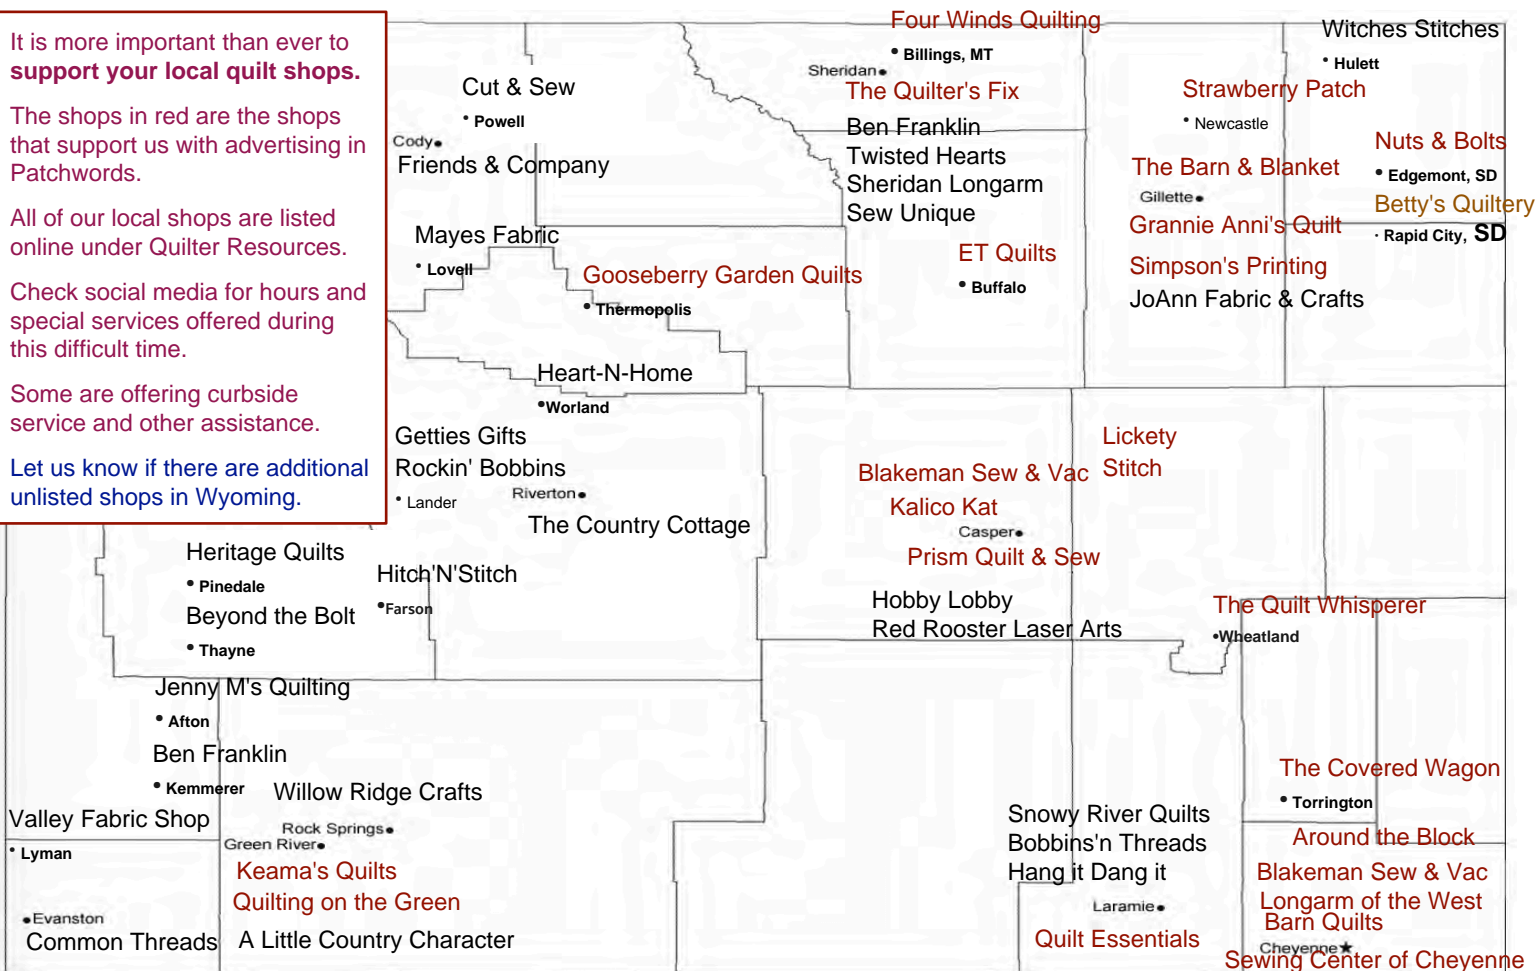 It is more important than ever to
support your local quilt shops.
The shops in red are the shops
that support us with advertising in
Patchwords.
All of our local shops are listed
online under Quilter Resources.
Check social media for hours and
special services offered during
this difficult time.
Some are offering curbside
service and other assistance.
Let us know if there are additional
unlisted shops in Wyoming.
Cut & Sew
• Powell
Cody•
Friends & Company
Mayes Fabric
• Lovell
Gooseberry Garden Quilts
• Thermopolis
Heart-N-Home
•Worland
Getties Gifts
Rockin' Bobbins
• Lander
Riverton•
The Country Cottage
Four Winds Quilting
• Billings, MT
Sheridan•
The Quilter's Fix
Ben Franklin
Twisted Hearts
Sheridan Longarm
Sew Unique
ET Quilts
• Buffalo
Witches Stitches
• Hulett
Strawberry Patch
• Newcastle
Nuts & Bolts
• Edgemont, SD
Betty's Quiltery
· Rapid City, SD
The Barn & Blanket
Gillette•
Grannie Anni's Quilt
Simpson's Printing
JoAnn Fabric & Crafts
Lickety
Stitch
Blakeman Sew & Vac
Kalico Kat
Casper•
Prism Quilt & Sew
Hobby Lobby
Red Rooster Laser Arts
Heritage Quilts
• Pinedale
Beyond the Bolt
• Thayne
Hitch'N'Stitch
•Farson
The Quilt Whisperer
•Wheatland
Jenny M's Quilting
• Afton
Ben Franklin
• Kemmerer
Willow Ridge Crafts
Valley Fabric Shop
• Lyman
Rock Springs•
Green River•
Keama's Quilts
Quilting on the Green
•Evanston
Common Threads
A Little Country Character
Snowy River Quilts
Bobbins'n Threads
Hang it Dang it
Laramie•
Quilt Essentials
The Covered Wagon
• Torrington
Around the Block
Blakeman Sew & Vac
Longarm of the West
Barn Quilts
Cheyenne★
Sewing Center of Cheyenne